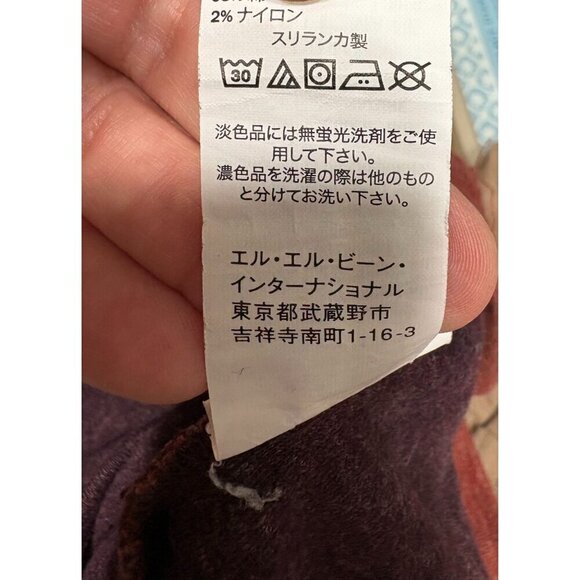 2% ナイロン
スリランカ製
30
淡色品には無蛍光洗剤をご使
用して下さい。
濃色品を洗濯の際は他のもの
と分けてお洗い下さい。
エル・エル・ビーン・
インターナショナル
東京都武蔵野市
吉祥寺南町1-16-3